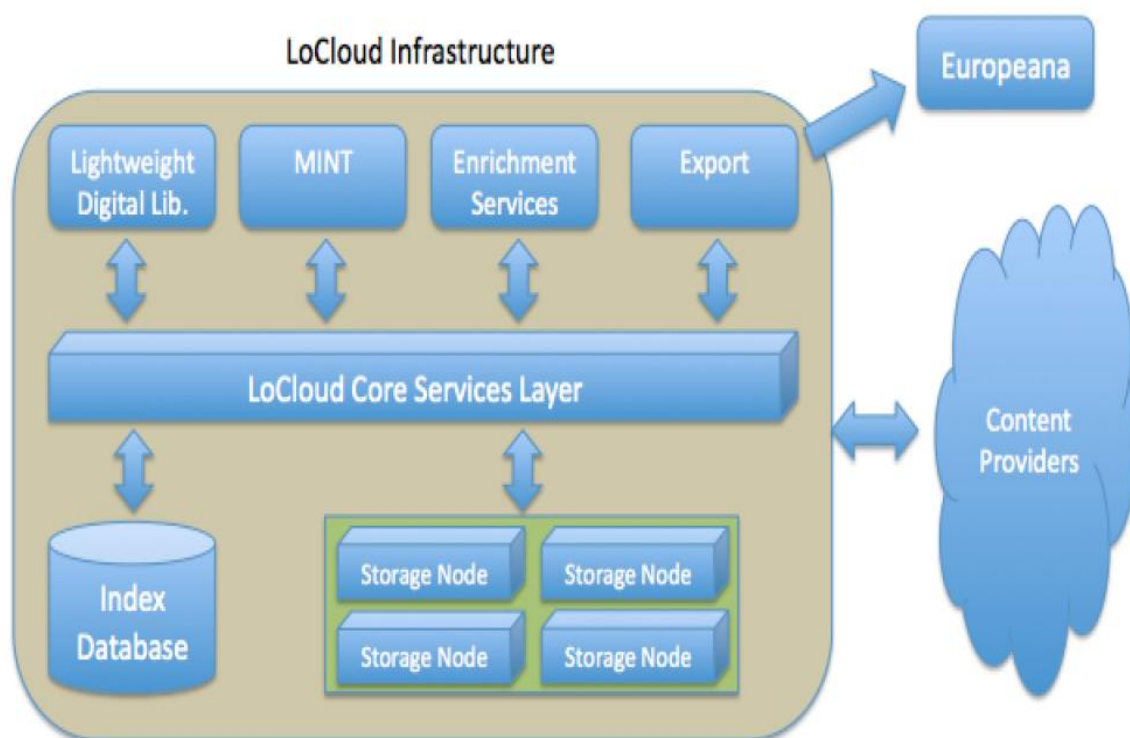 LoCloud Infrastructure
Europeana
Lightweight
Digital Lib.
MINT
Enrichment
Services
Export
LoCloud Core Services Layer
Content
Providers
Index
Database
Storage Node
Storage Node
Storage Node
Storage Node